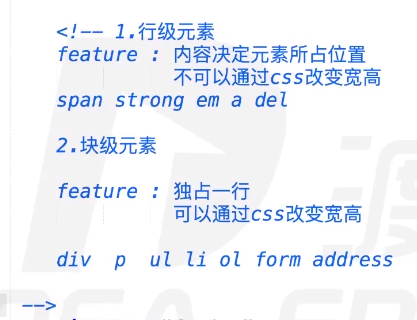 <!-- 1.行级元素
feature : 内容决定元素所占位置
不可以通过css改变宽高
span strong em a del
2.块级元素
feature : 独占一行
可以通过css改变宽高
div p ul li ol form address
-->